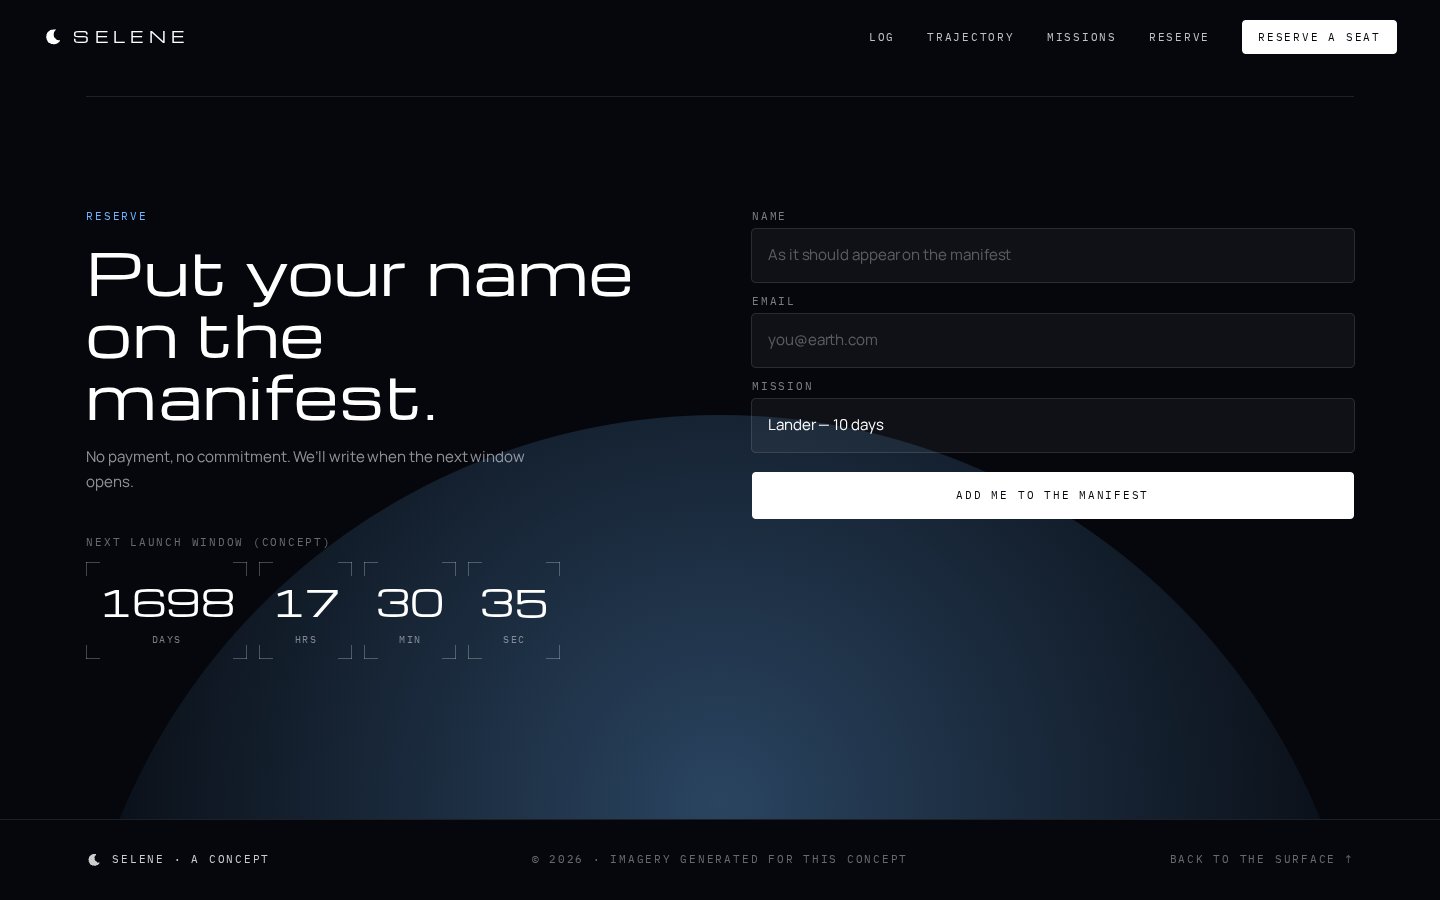 SELENE
LOG TRAJECTORY MISSIONS RESERVE RESERVE A SEAT
RESERVE
Put your name
on the
manifest.
No payment, no commitment. We'll write when the next window
opens.
NEXT LAUNCH WINDOW (CONCEPT)
1698 17 30 35
DAYS HRS MIN SEC
NAME
As it should appear on the manifest
EMAIL
you@earth.com
MISSION
Lander — 10 days
ADD ME TO THE MANIFEST
SELENE · A CONCEPT
© 2026 · IMAGERY GENERATED FOR THIS CONCEPT
BACK TO THE SURFACE ↑